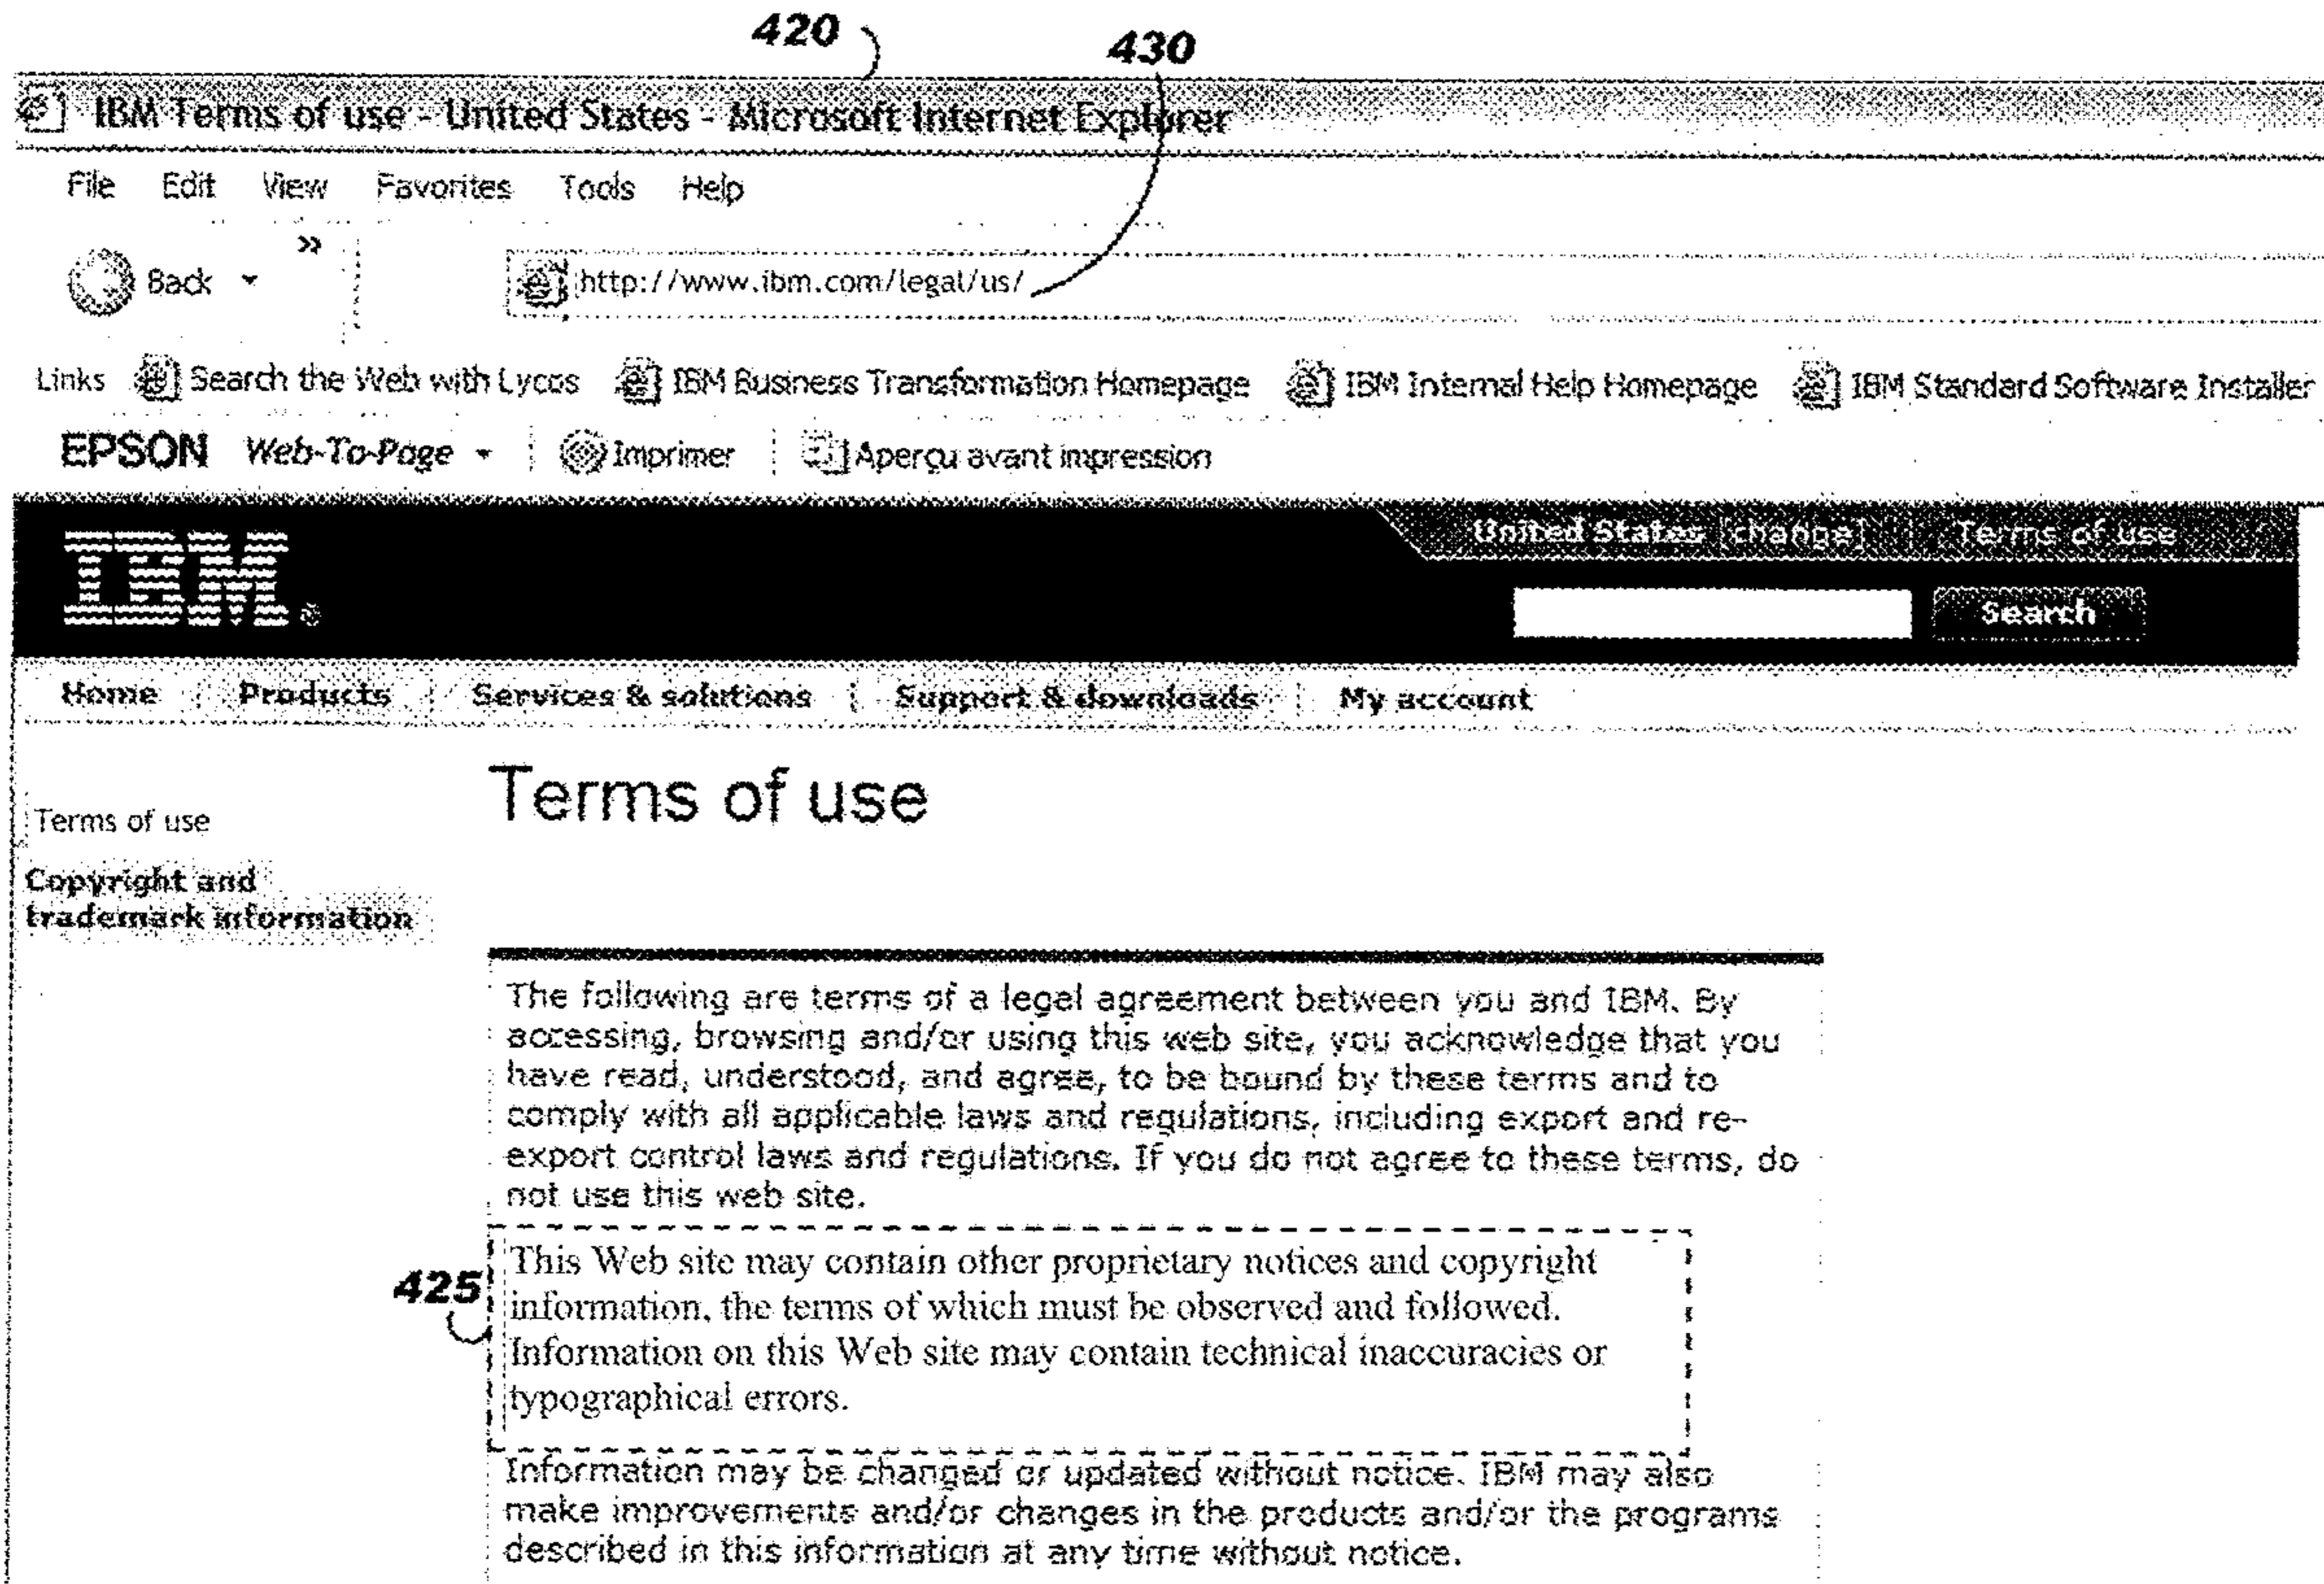 420
430
IBM Terms of use - United States - Microsoft Internet Explorer
File Edit View Favorites Tools Help
Back »
http://www.ibm.com/legal/us/
Links Search the Web with Lycos IBM Business Transformation Homepage IBM Internal Help Homepage IBM Standard Software Installer
EPSON Web-To-Page Imprimer Aperçu avant impression
United States [change] Terms of use
IBM®
Search
Home Products Services & solutions Support & downloads My account
Terms of use
Terms of use
Copyright and
trademark information
The following are terms of a legal agreement between you and IBM. By
accessing, browsing and/or using this web site, you acknowledge that you
have read, understood, and agree, to be bound by these terms and to
comply with all applicable laws and regulations, including export and re-
export control laws and regulations. If you do not agree to these terms, do
not use this web site.
425
This Web site may contain other proprietary notices and copyright
information, the terms of which must be observed and followed.
Information on this Web site may contain technical inaccuracies or
typographical errors.
Information may be changed or updated without notice. IBM may also
make improvements and/or changes in the products and/or the programs
described in this information at any time without notice.